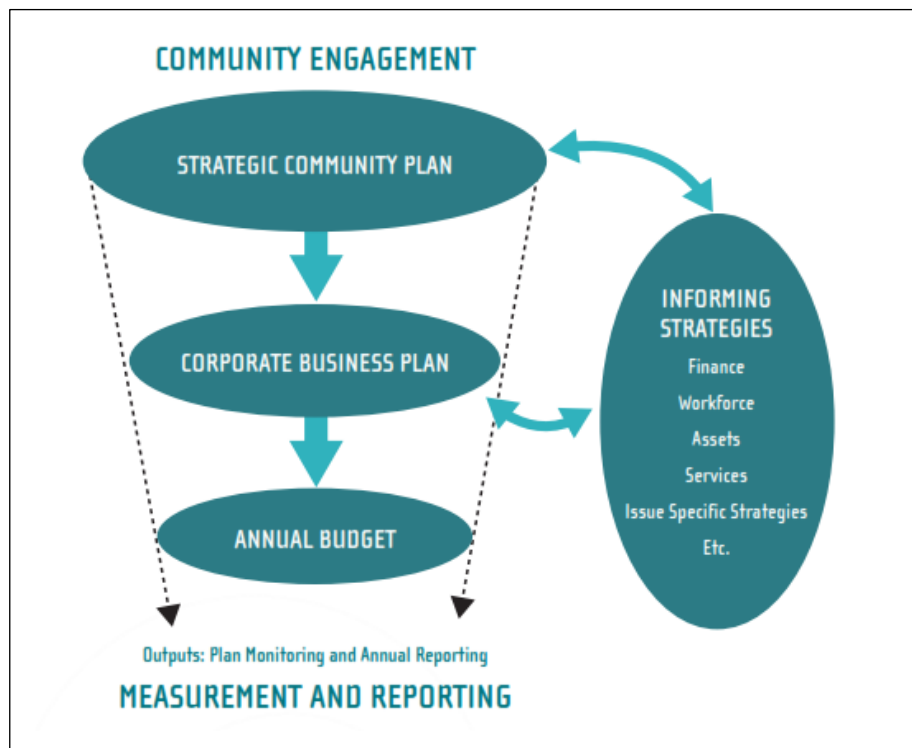 COMMUNITY ENGAGEMENT
STRATEGIC COMMUNITY PLAN
CORPORATE BUSINESS PLAN
ANNUAL BUDGET
INFORMING
STRATEGIES
Finance
Workforce
Assets
Services
Issue Specific Strategies
Etc.
Outputs: Plan Monitoring and Annual Reporting
MEASUREMENT AND REPORTING